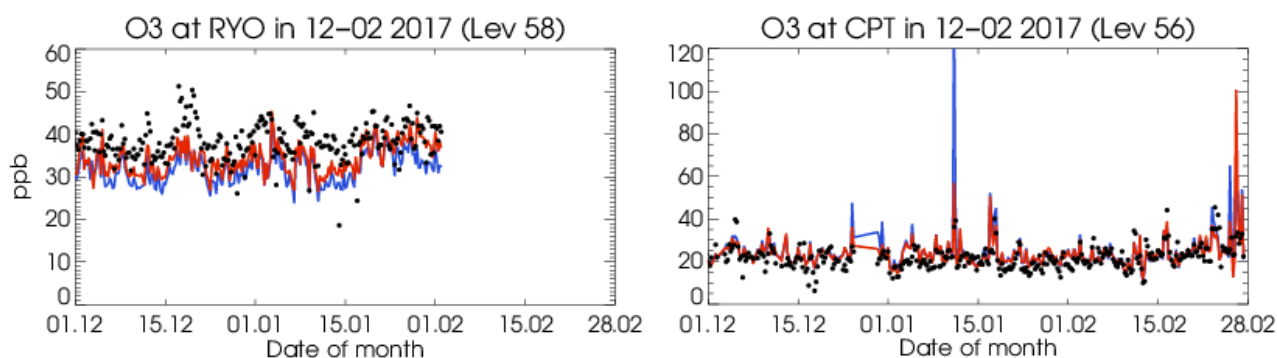 O3 at RYO in 12–02 2017 (Lev 58)
60
50
40
30
20
10
0
ppb
01.12 15.12 01.01 15.01 01.02 15.02 28.02
Date of month
O3 at CPT in 12–02 2017 (Lev 56)
120
100
80
60
40
20
0
01.12 15.12 01.01 15.01 01.02 15.02 28.02
Date of month